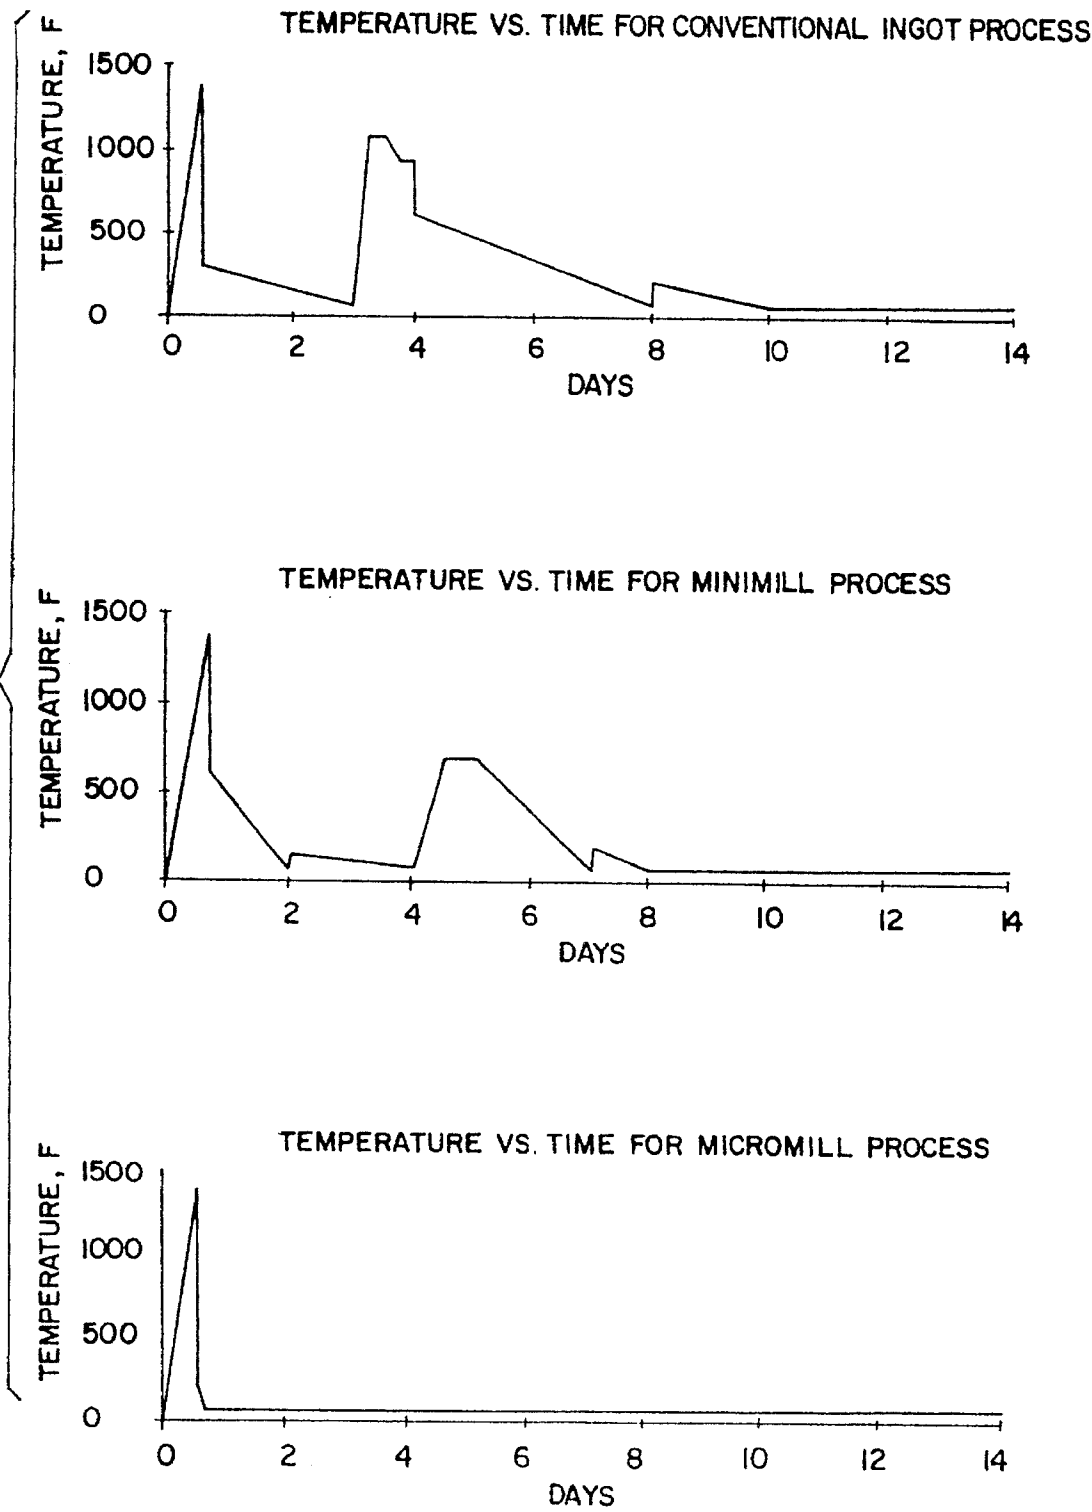 TEMPERATURE VS. TIME FOR CONVENTIONAL INGOT PROCESS
TEMPERATURE, F
1500
1000
500
0
0 2 4 6 8 10 12 14
DAYS
TEMPERATURE VS. TIME FOR MINIMILL PROCESS
TEMPERATURE, F
1500
1000
500
0
0 2 4 6 8 10 12 14
DAYS
TEMPERATURE VS. TIME FOR MICROMILL PROCESS
TEMPERATURE, F
1500
1000
500
0
0 2 4 6 8 10 12 14
DAYS